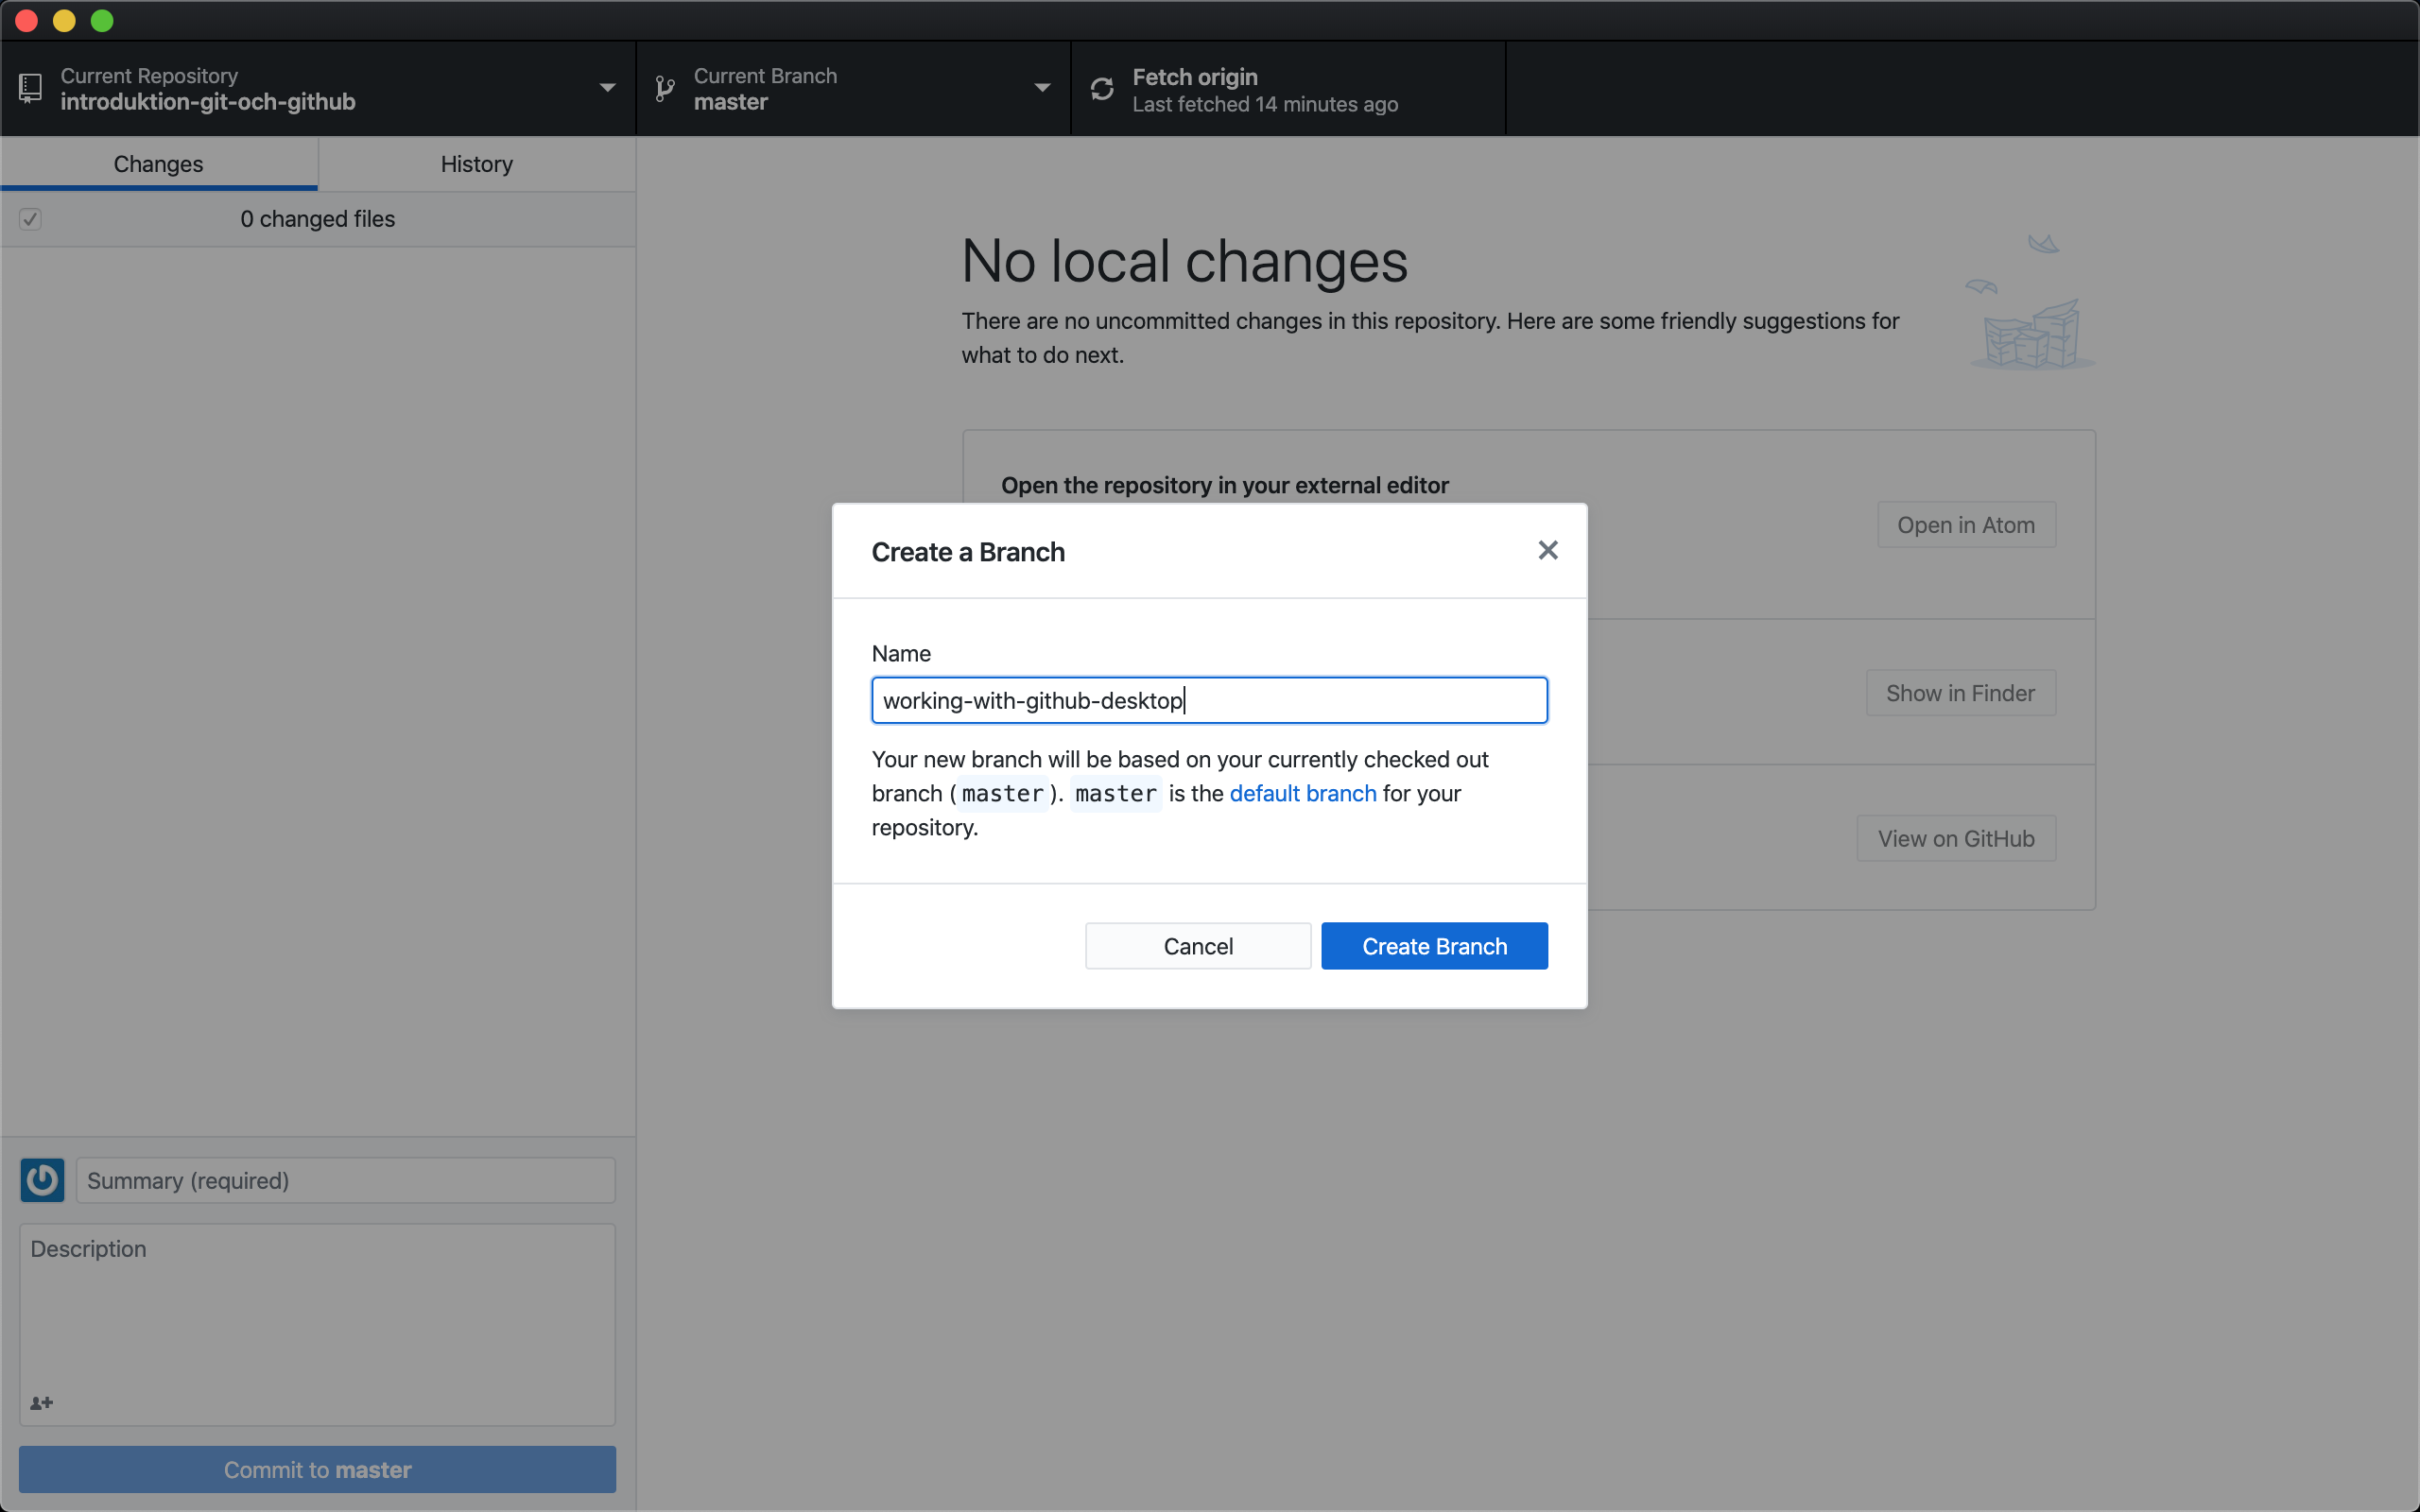 Current Repository
introduktion-git-och-github
Current Branch
master
Fetch origin
Last fetched 14 minutes ago
Changes
History
0 changed files
No local changes
There are no uncommitted changes in this repository. Here are some friendly suggestions for
what to do next.
Open the repository in your external editor
Open in Atom
Create a Branch
Name
working-with-github-desktop
Show in Finder
Your new branch will be based on your currently checked out
branch (master). master is the default branch for your
repository.
View on GitHub
Cancel
Create Branch
Summary (required)
Description
Commit to master